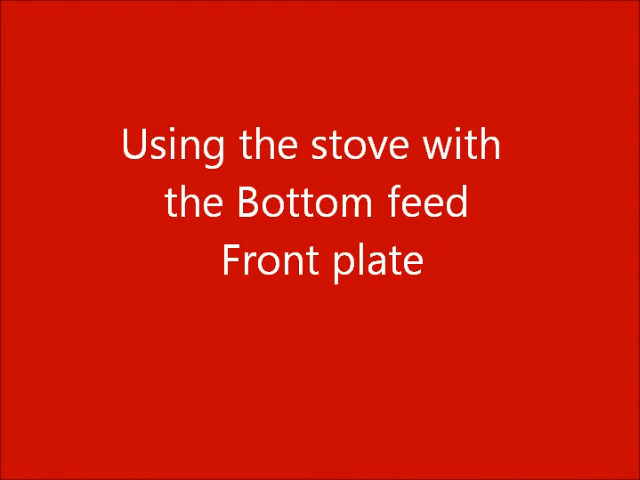 Using the stove with
the Bottom feed
Front plate